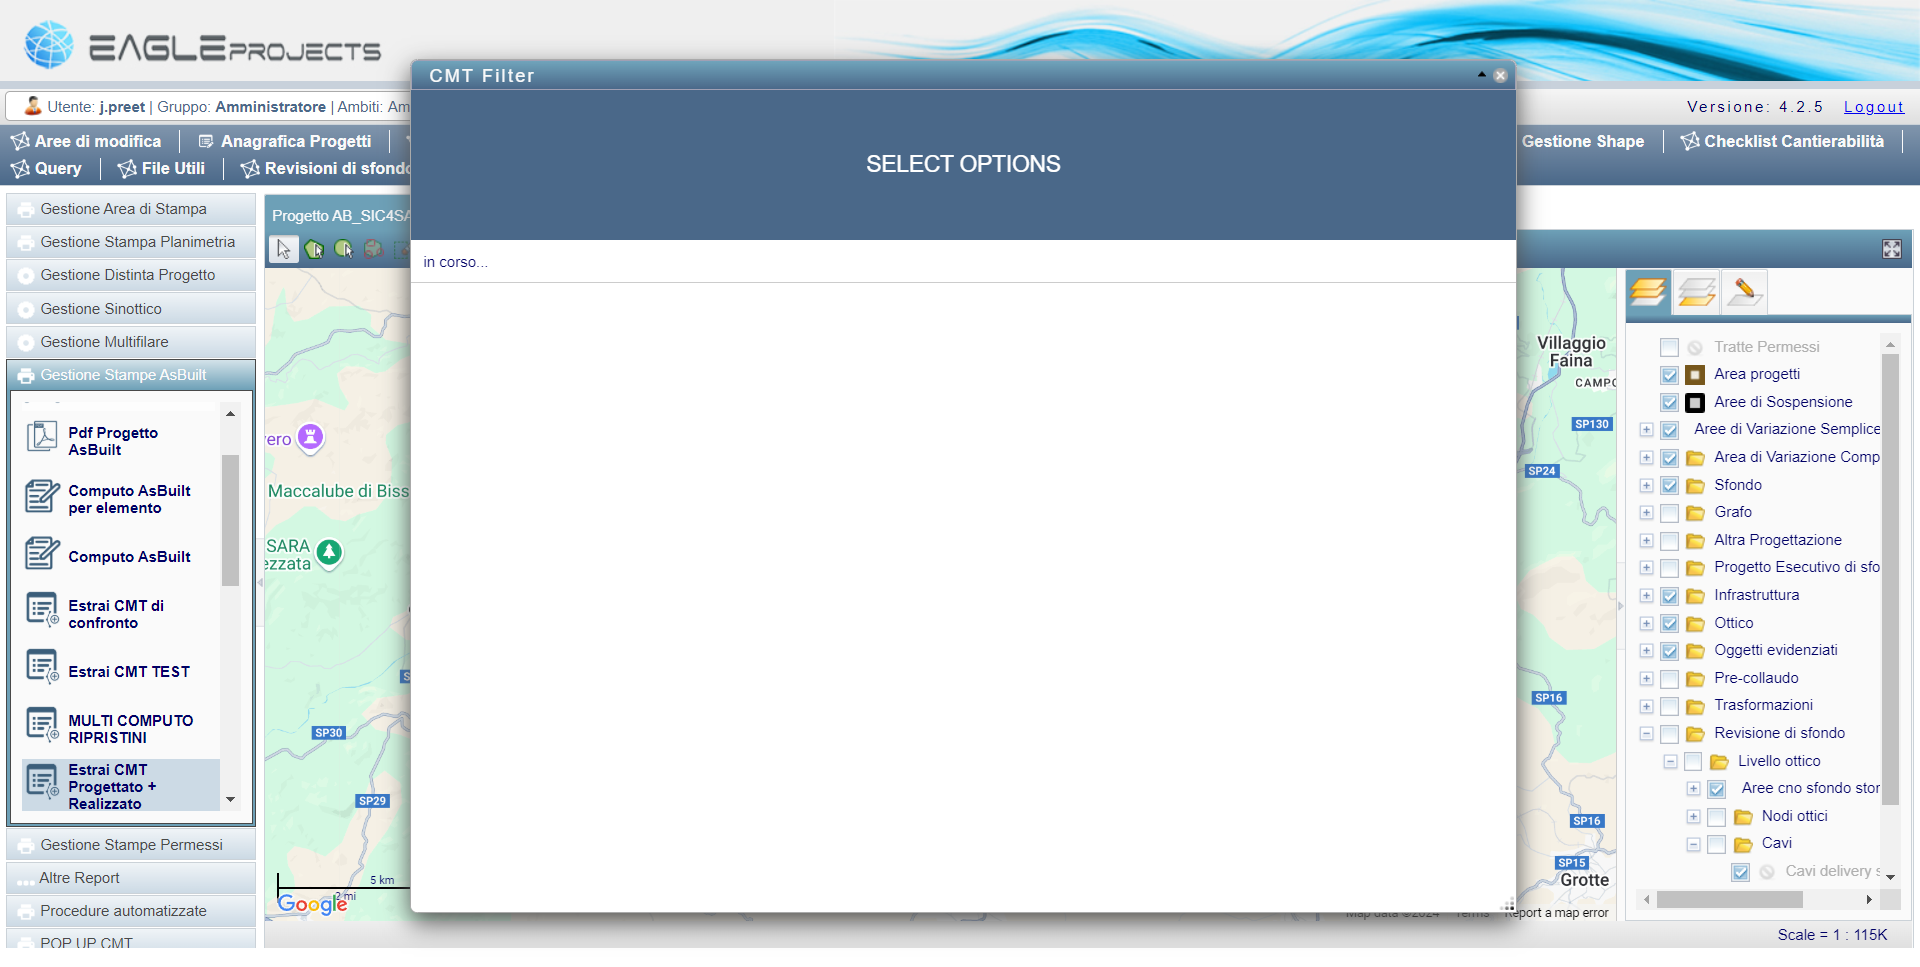 EAGLEPROJECTS
Utente: j.preet | Gruppo: Amministratore | Ambiti: Am
Versione: 4.2.5 Logout
Aree di modifica
Anagrafica Progetti
Gestione Shape
Checklist Cantierabilità
Query
File Utili
Revisioni di sfondo
CMT Filter
SELECT OPTIONS
in corso...
Gestione Area di Stampa
Gestione Stampa Planimetria
Gestione Distinta Progetto
Gestione Sinottico
Gestione Multifilare
Gestione Stampe AsBuilt
Pdf Progetto
AsBuilt
Computo AsBuilt
per elemento
Computo AsBuilt
Estrai CMT di
confronto
Estrai CMT TEST
MULTI COMPUTO
RIPRISTINI
Estrai CMT
Progettato +
Realizzato
Gestione Stampe Permessi
Altre Report
Procedure automatizzate
POP UP CMT
Progetto AB_SIC4SA
vero
Maccalube di Biss
SARA
ezzata
SP30
SP29
5 km
2 mi
Google
Villaggio
Faina
CAMPO
SP130
SP24
SP16
SP16
SP15
Grotte
Map data ©2024 Terms Report a map error
Tratte Permessi
Area progetti
Aree di Sospensione
Aree di Variazione Semplice
Area di Variazione Comp
Sfondo
Grafo
Altra Progettazione
Progetto Esecutivo di sfo
Infrastruttura
Ottico
Oggetti evidenziati
Pre-collaudo
Trasformazioni
Revisione di sfondo
Livello ottico
Aree cno sfondo stor
Nodi ottici
Cavi
Cavi delivery s
Scale = 1 : 115K